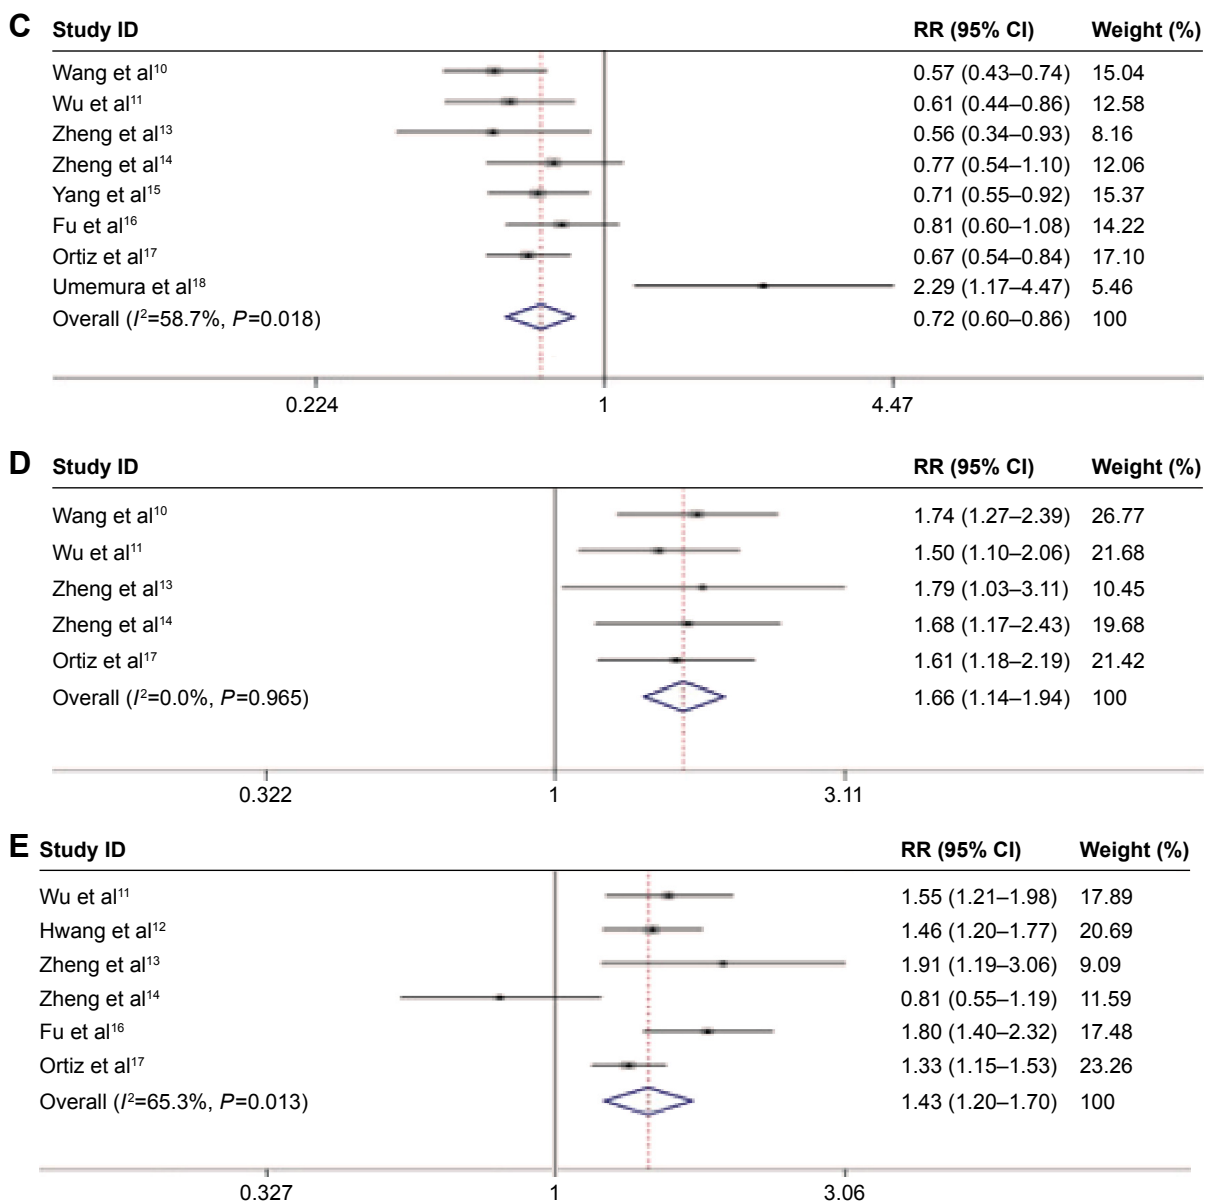 C Study ID RR (95% CI) Weight (%)
Wang et al¹⁰ 0.57 (0.43–0.74) 15.04
Wu et al¹¹ 0.61 (0.44–0.86) 12.58
Zheng et al¹³ 0.56 (0.34–0.93) 8.16
Zheng et al¹⁴ 0.77 (0.54–1.10) 12.06
Yang et al¹⁵ 0.71 (0.55–0.92) 15.37
Fu et al¹⁶ 0.81 (0.60–1.08) 14.22
Ortiz et al¹⁷ 0.67 (0.54–0.84) 17.10
Umemura et al¹⁸ 2.29 (1.17–4.47) 5.46
Overall (I²=58.7%, P=0.018) 0.72 (0.60–0.86) 100
0.224 1 4.47
D Study ID RR (95% CI) Weight (%)
Wang et al¹⁰ 1.74 (1.27–2.39) 26.77
Wu et al¹¹ 1.50 (1.10–2.06) 21.68
Zheng et al¹³ 1.79 (1.03–3.11) 10.45
Zheng et al¹⁴ 1.68 (1.17–2.43) 19.68
Ortiz et al¹⁷ 1.61 (1.18–2.19) 21.42
Overall (I²=0.0%, P=0.965) 1.66 (1.14–1.94) 100
0.322 1 3.11
E Study ID RR (95% CI) Weight (%)
Wu et al¹¹ 1.55 (1.21–1.98) 17.89
Hwang et al¹² 1.46 (1.20–1.77) 20.69
Zheng et al¹³ 1.91 (1.19–3.06) 9.09
Zheng et al¹⁴ 0.81 (0.55–1.19) 11.59
Fu et al¹⁶ 1.80 (1.40–2.32) 17.48
Ortiz et al¹⁷ 1.33 (1.15–1.53) 23.26
Overall (I²=65.3%, P=0.013) 1.43 (1.20–1.70) 100
0.327 1 3.06